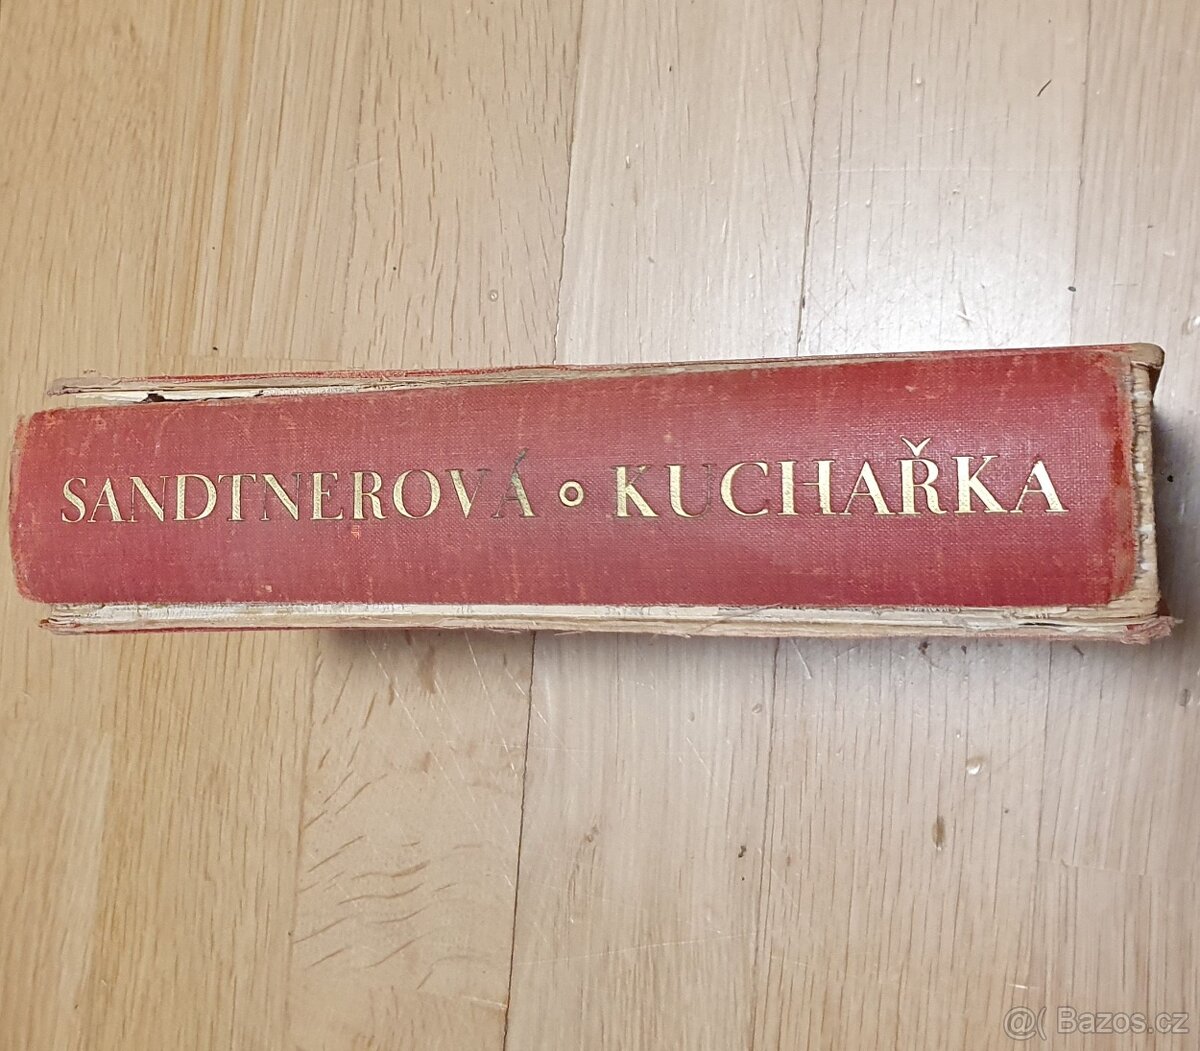 SANDTNEROVÁ ∘ KUCHAŘKA
@( Bazos.cz